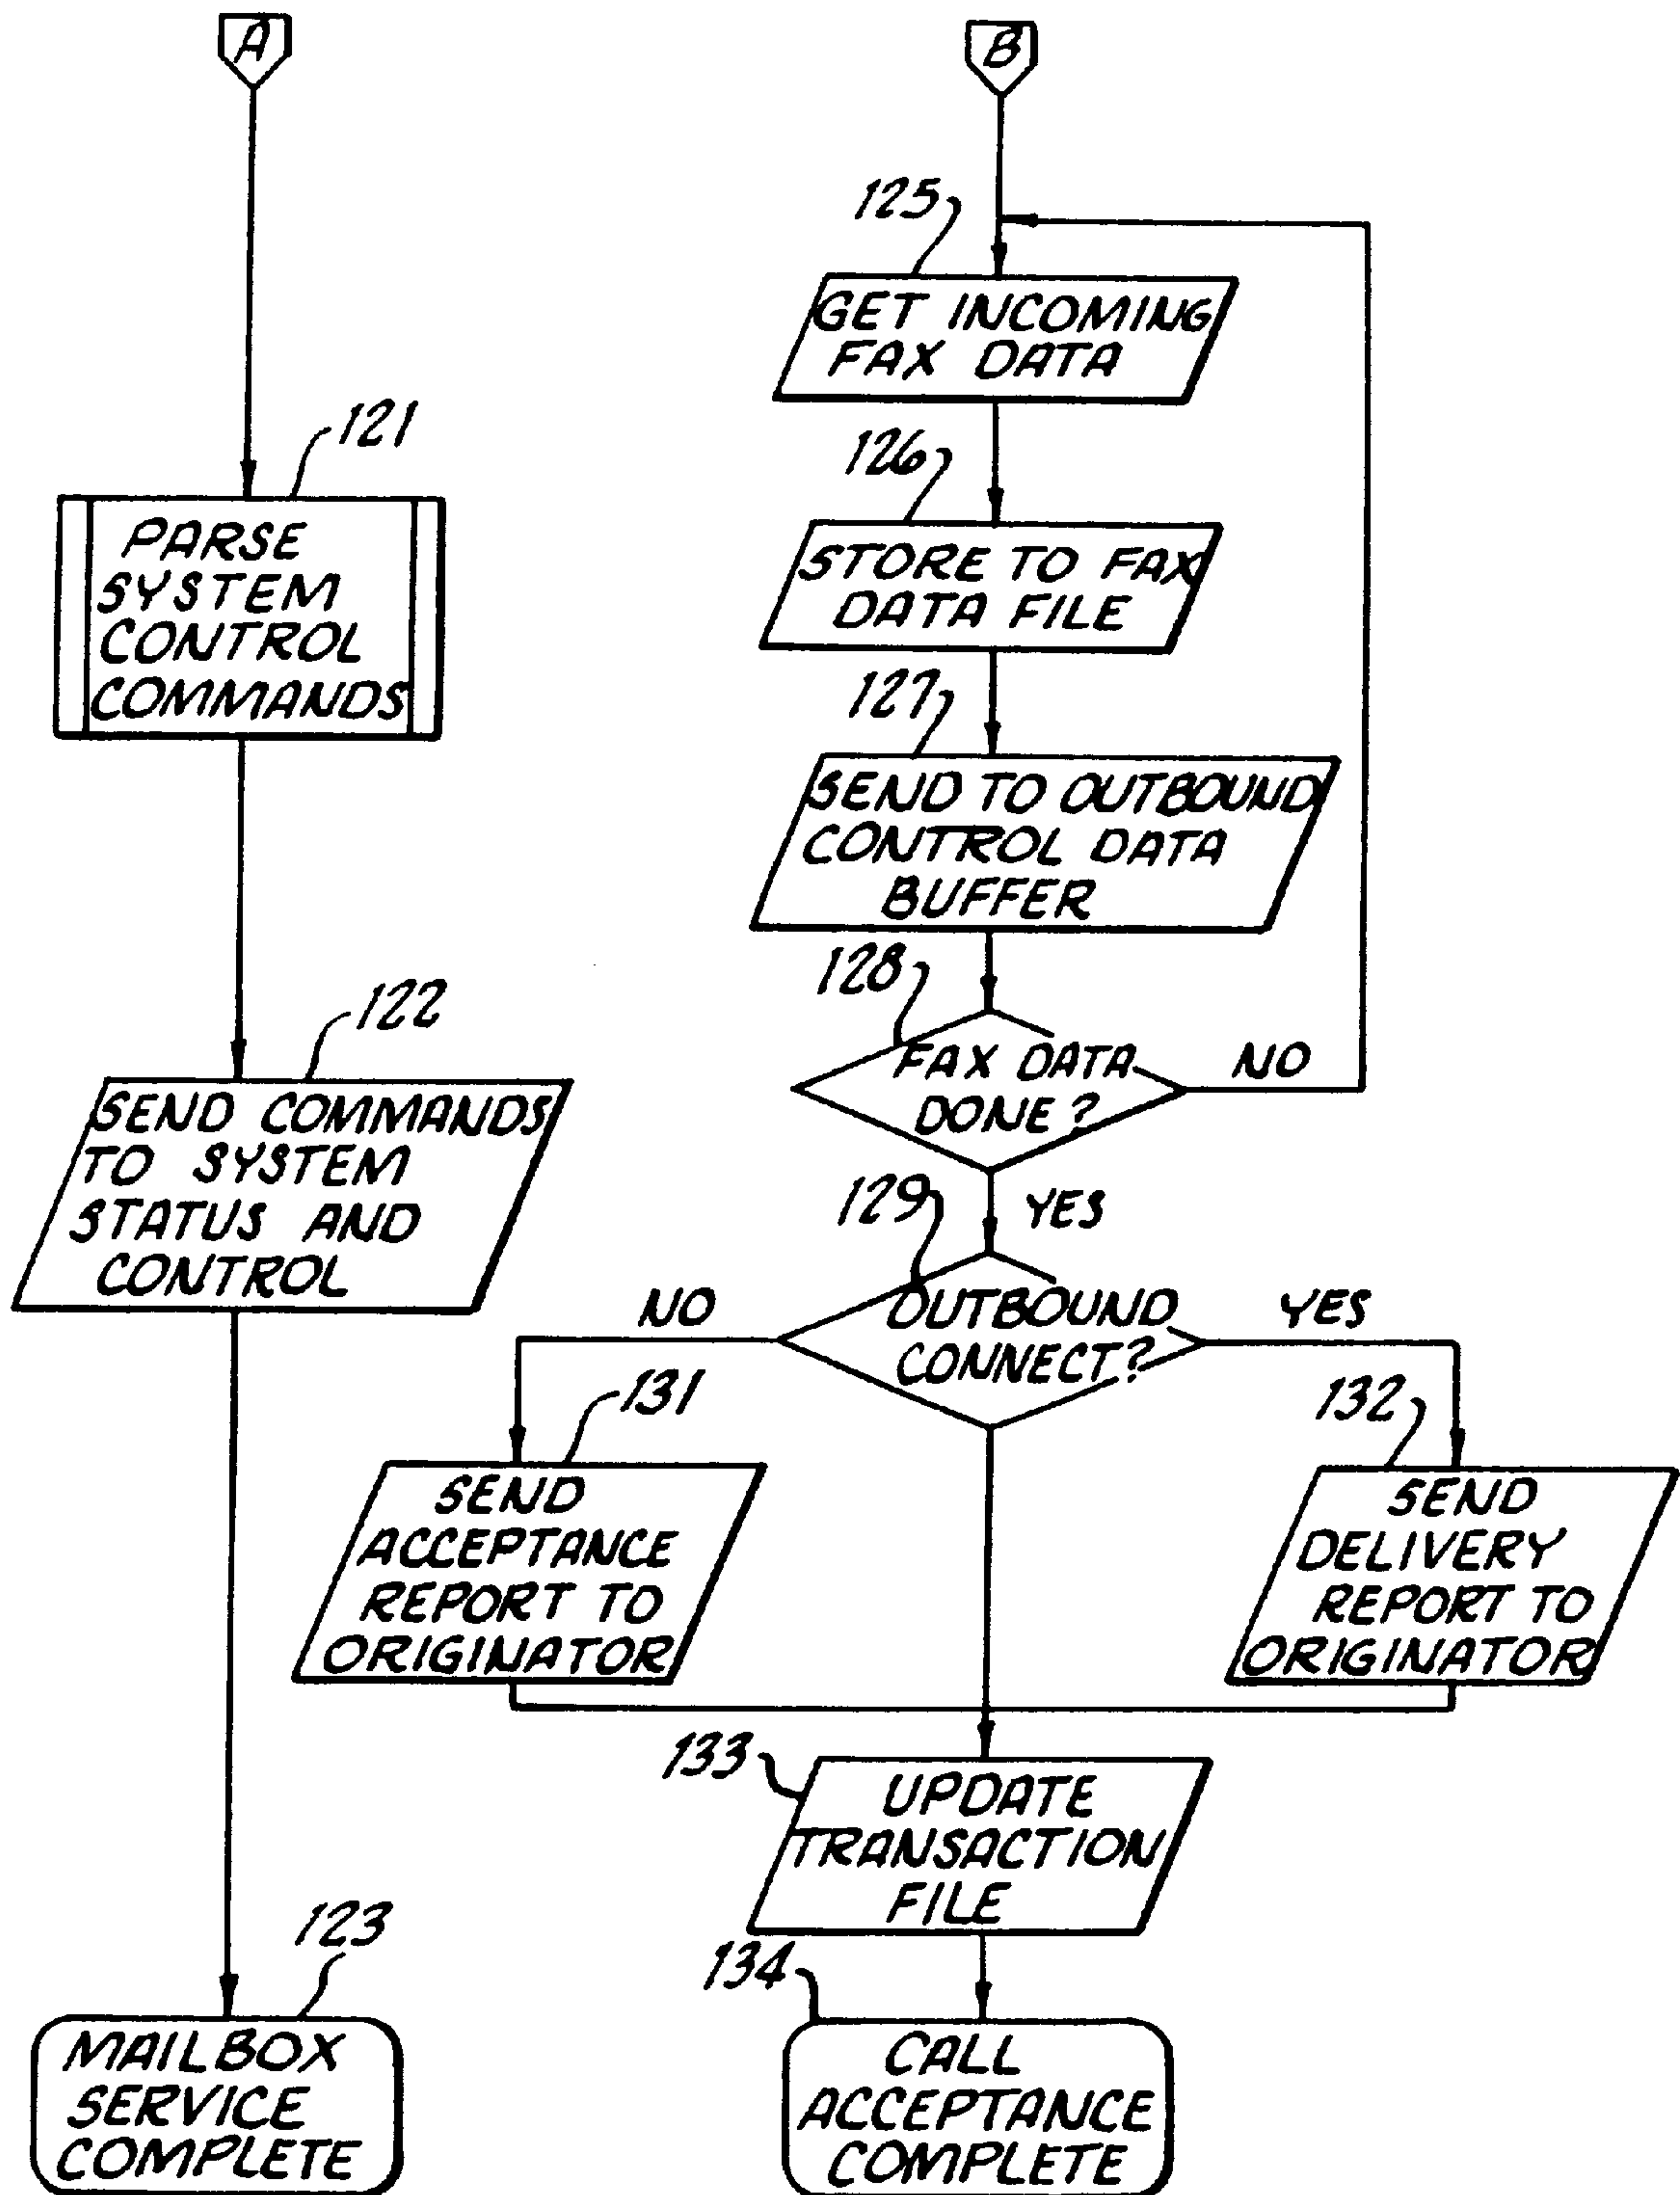 A
121
PARSE
SYSTEM
CONTROL
COMMANDS
122
SEND COMMANDS
TO SYSTEM
STATUS AND
CONTROL
123
MAILBOX
SERVICE
COMPLETE
B
125
GET INCOMING
FAX DATA
126
STORE TO FAX
DATA FILE
127
SEND TO OUTBOUND
CONTROL DATA
BUFFER
128
FAX DATA
DONE?
NO
YES
129
OUTBOUND
CONNECT?
NO
YES
131
SEND
ACCEPTANCE
REPORT TO
ORIGINATOR
132
SEND
DELIVERY
REPORT TO
ORIGINATOR
133
UPDATE
TRANSACTION
FILE
134
CALL
ACCEPTANCE
COMPLETE